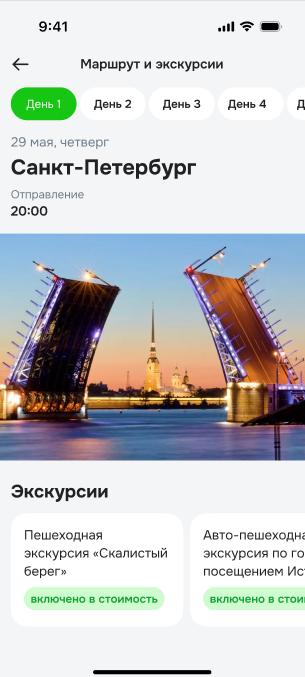 9:41
Маршрут и экскурсии
День 1 День 2 День 3 День 4
29 мая, четверг
Санкт-Петербург
Отправление
20:00
Экскурсии
Пешеходная
экскурсия «Скалистый
берег»
включено в стоимость
Авто-пешеходна
экскурсия по го
посещением Ис
включено в стои